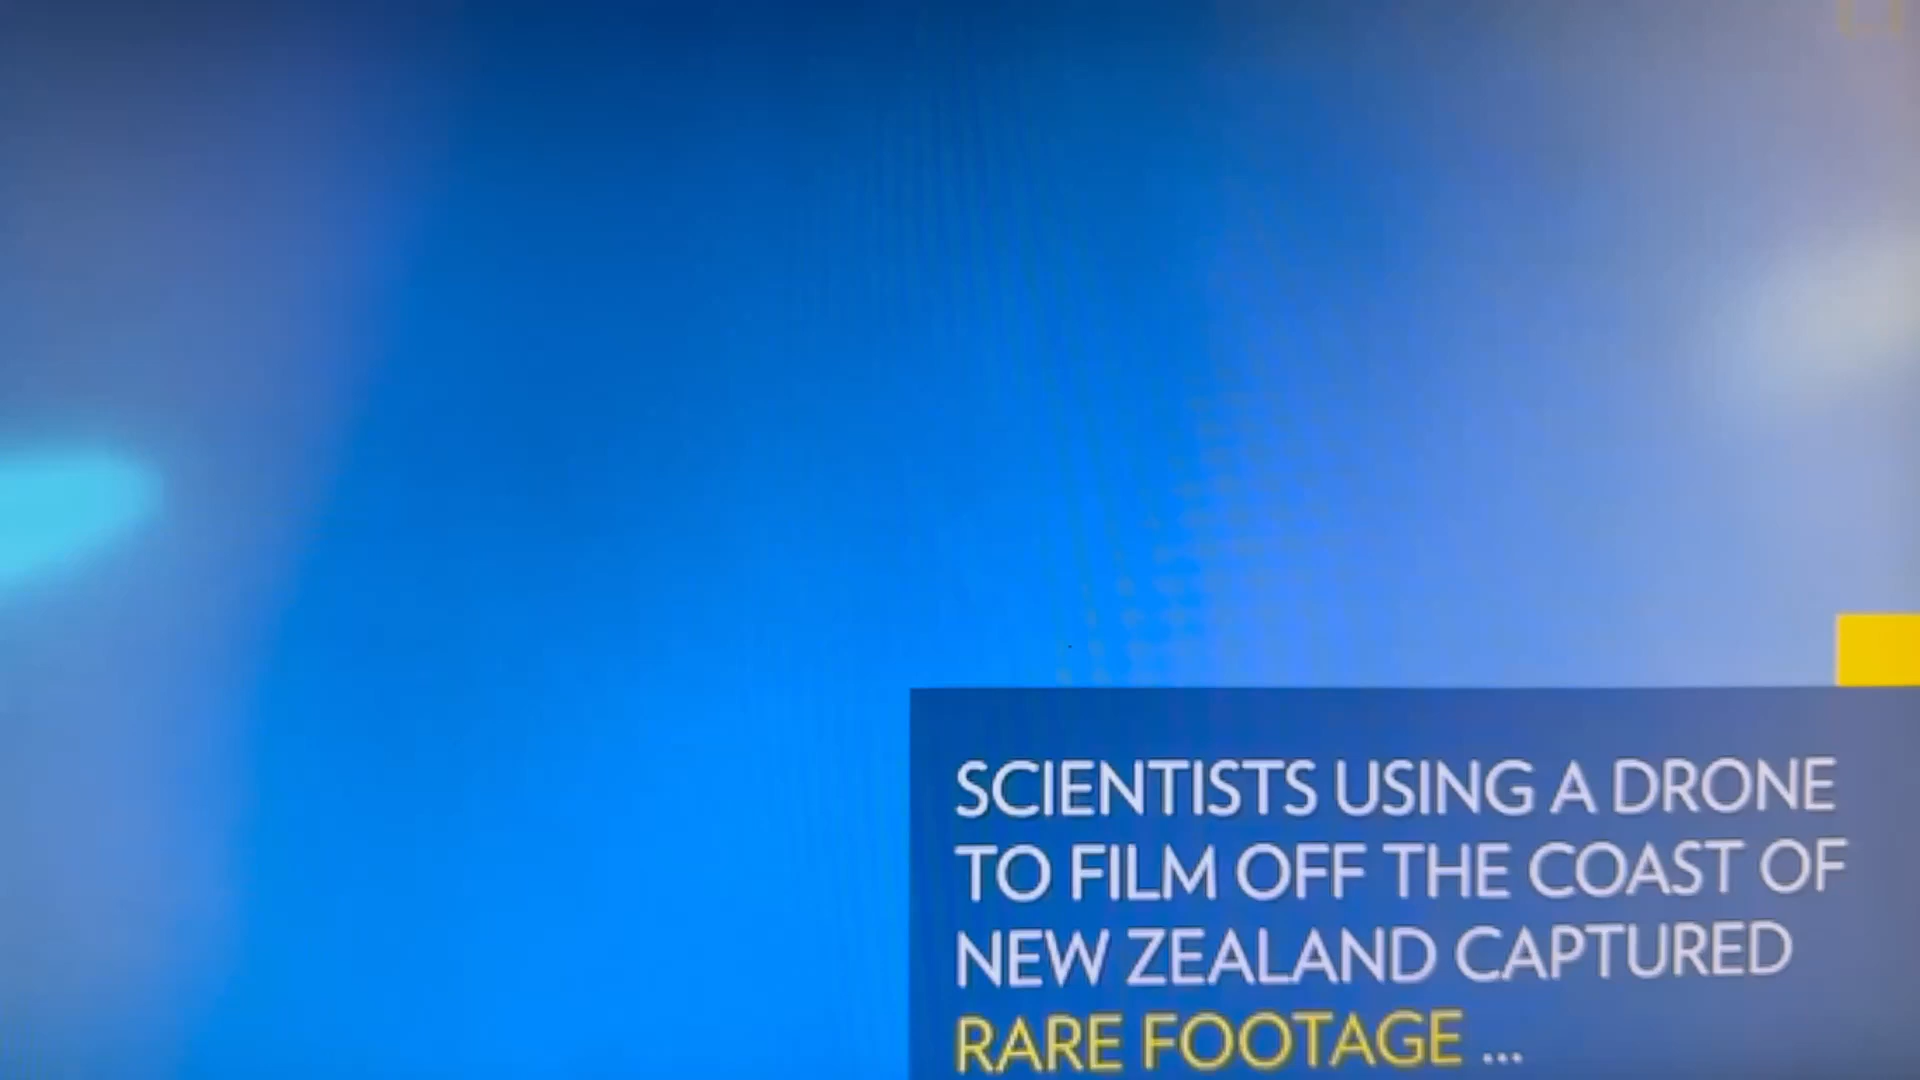 SCIENTISTS USING A DRONE
TO FILM OFF THE COAST OF
NEW ZEALAND CAPTURED
RARE FOOTAGE ...